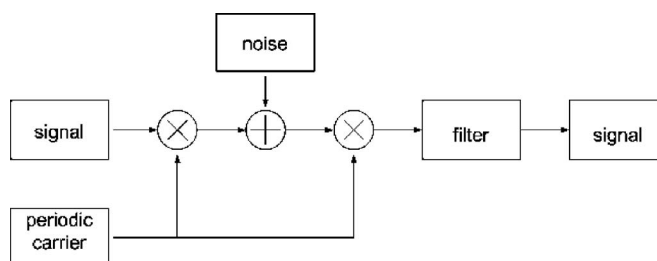 noise
signal
filter
signal
periodic
carrier